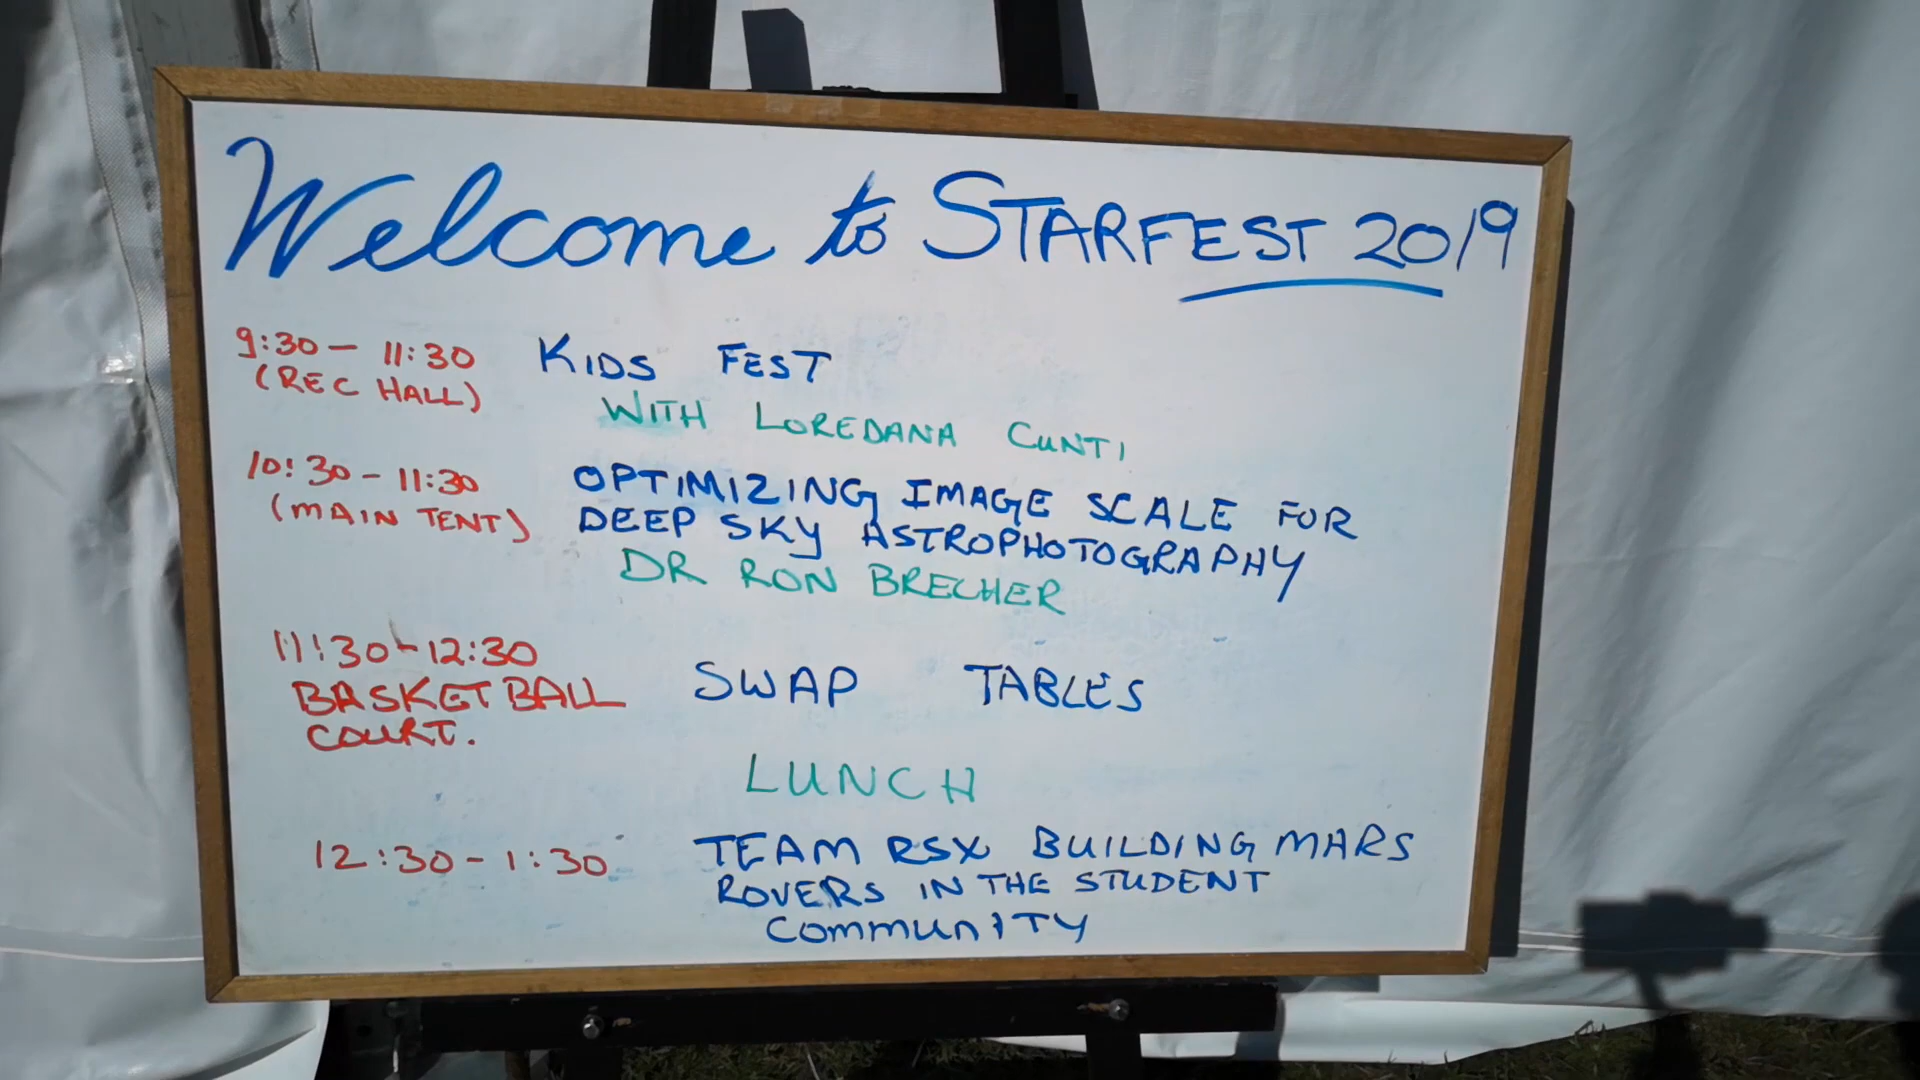 Welcome to STARFEST 2019
9:30 - 11:30 KIDS FEST
(REC HALL)
WITH LOREDANA CUNTI
10:30 - 11:30 OPTIMIZING IMAGE SCALE FOR
(MAIN TENT) DEEP SKY ASTROPHOTOGRAPHY
DR RON BRECHER
11:30 - 12:30
BASKETBALL SWAP TABLES
COURT.
LUNCH
12:30 - 1:30 TEAM RSX BUILDING MARS
ROVERS IN THE STUDENT
COMMUNITY